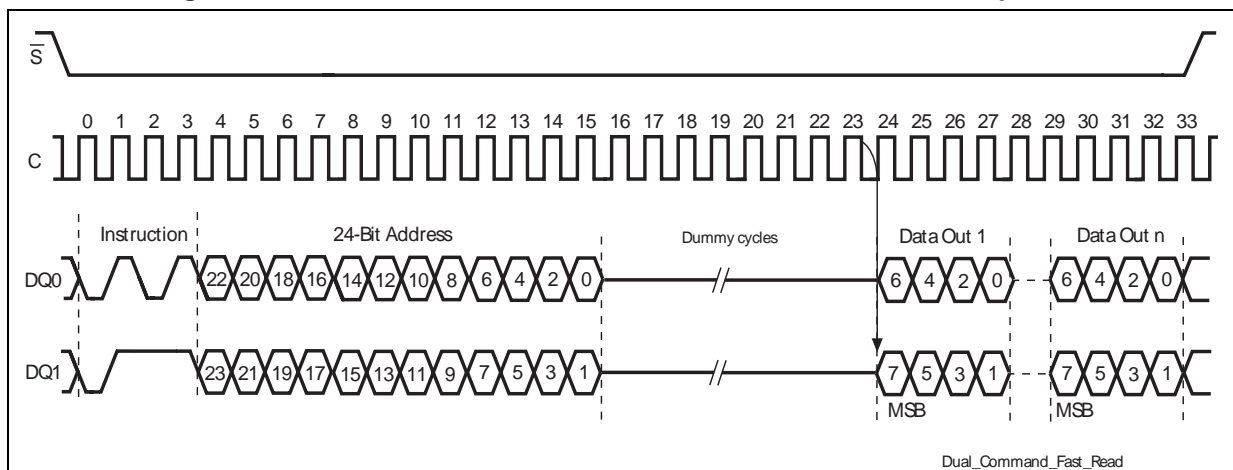 S
0 1 2 3 4 5 6 7 8 9 10 11 12 13 14 15 16 17 18 19 20 21 22 23 24 25 26 27 28 29 30 31 32 33
C
Instruction 24-Bit Address Dummy cycles Data Out 1 Data Out n
DQ0 22 20 18 16 14 12 10 8 6 4 2 0 6 4 2 0 6 4 2 0
DQ1 23 21 19 17 15 13 11 9 7 5 3 1 7 5 3 1 7 5 3 1
MSB MSB
Dual_Command_Fast_Read